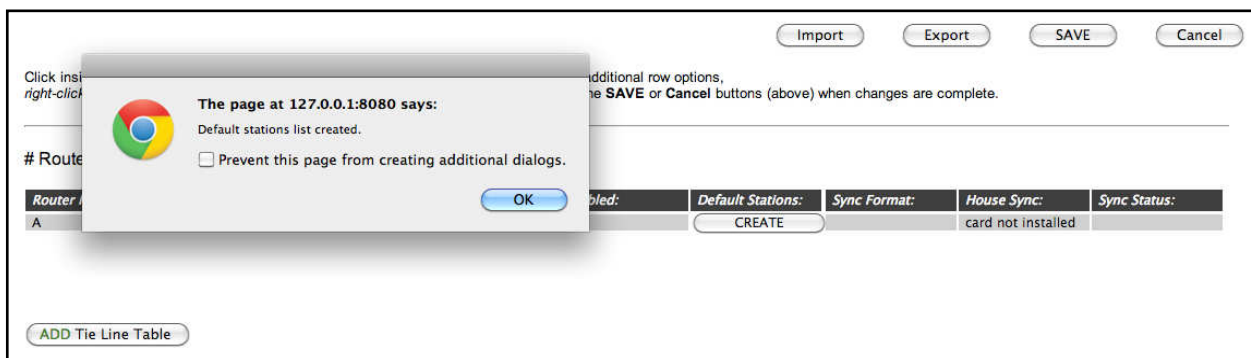 Import Export SAVE Cancel
Click insi
dditional row options,
right-click
he SAVE or Cancel buttons (above) when changes are complete.
The page at 127.0.0.1:8080 says:
Default stations list created.
Prevent this page from creating additional dialogs.
OK
# Route
Router bled: Default Stations: Sync Format: House Sync: Sync Status:
A CREATE card not installed
ADD Tie Line Table